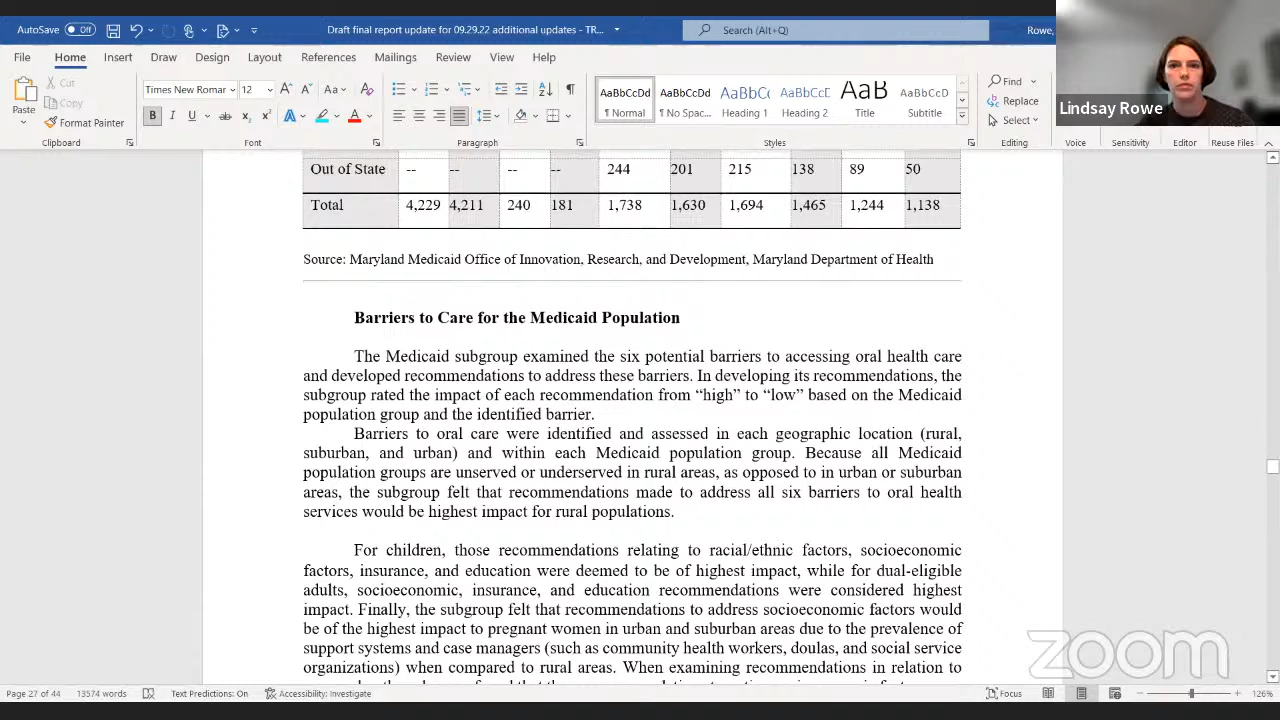 AutoSave Off
Draft final report update for 09.29.22 additional updates - TR...
Search (Alt+Q)
Rowe,
File Home Insert Draw Design Layout References Mailings Review View Help
Lindsay Rowe
Paste
Cut
Copy
Format Painter
Times New Romar 12
AaBbCcDd AaBbCcDd AaBbCc AaBbCcE AaB AaBbCcD
¶ Normal ¶ No Spac... Heading 1 Heading 2 Title Subtitle
Find
Replace
Select
Clipboard Font Paragraph Styles Editing Voice Sensitivity Editor Reuse Files
Out of State -- -- -- -- 244 201 215 138 89 50
Total 4,229 4,211 240 181 1,738 1,630 1,694 1,465 1,244 1,138
Source: Maryland Medicaid Office of Innovation, Research, and Development, Maryland Department of Health
Barriers to Care for the Medicaid Population
The Medicaid subgroup examined the six potential barriers to accessing oral health care
and developed recommendations to address these barriers. In developing its recommendations, the
subgroup rated the impact of each recommendation from “high” to “low” based on the Medicaid
population group and the identified barrier.
Barriers to oral care were identified and assessed in each geographic location (rural,
suburban, and urban) and within each Medicaid population group. Because all Medicaid
population groups are unserved or underserved in rural areas, as opposed to in urban or suburban
areas, the subgroup felt that recommendations made to address all six barriers to oral health
services would be highest impact for rural populations.
For children, those recommendations relating to racial/ethnic factors, socioeconomic
factors, insurance, and education were deemed to be of highest impact, while for dual-eligible
adults, socioeconomic, insurance, and education recommendations were considered highest
impact. Finally, the subgroup felt that recommendations to address socioeconomic factors would
be of the highest impact to pregnant women in urban and suburban areas due to the prevalence of
support systems and case managers (such as community health workers, doulas, and social service
organizations) when compared to rural areas. When examining recommendations in relation to
zoom
Page 27 of 44 13574 words Text Predictions: On Accessibility: Investigate Focus 126%